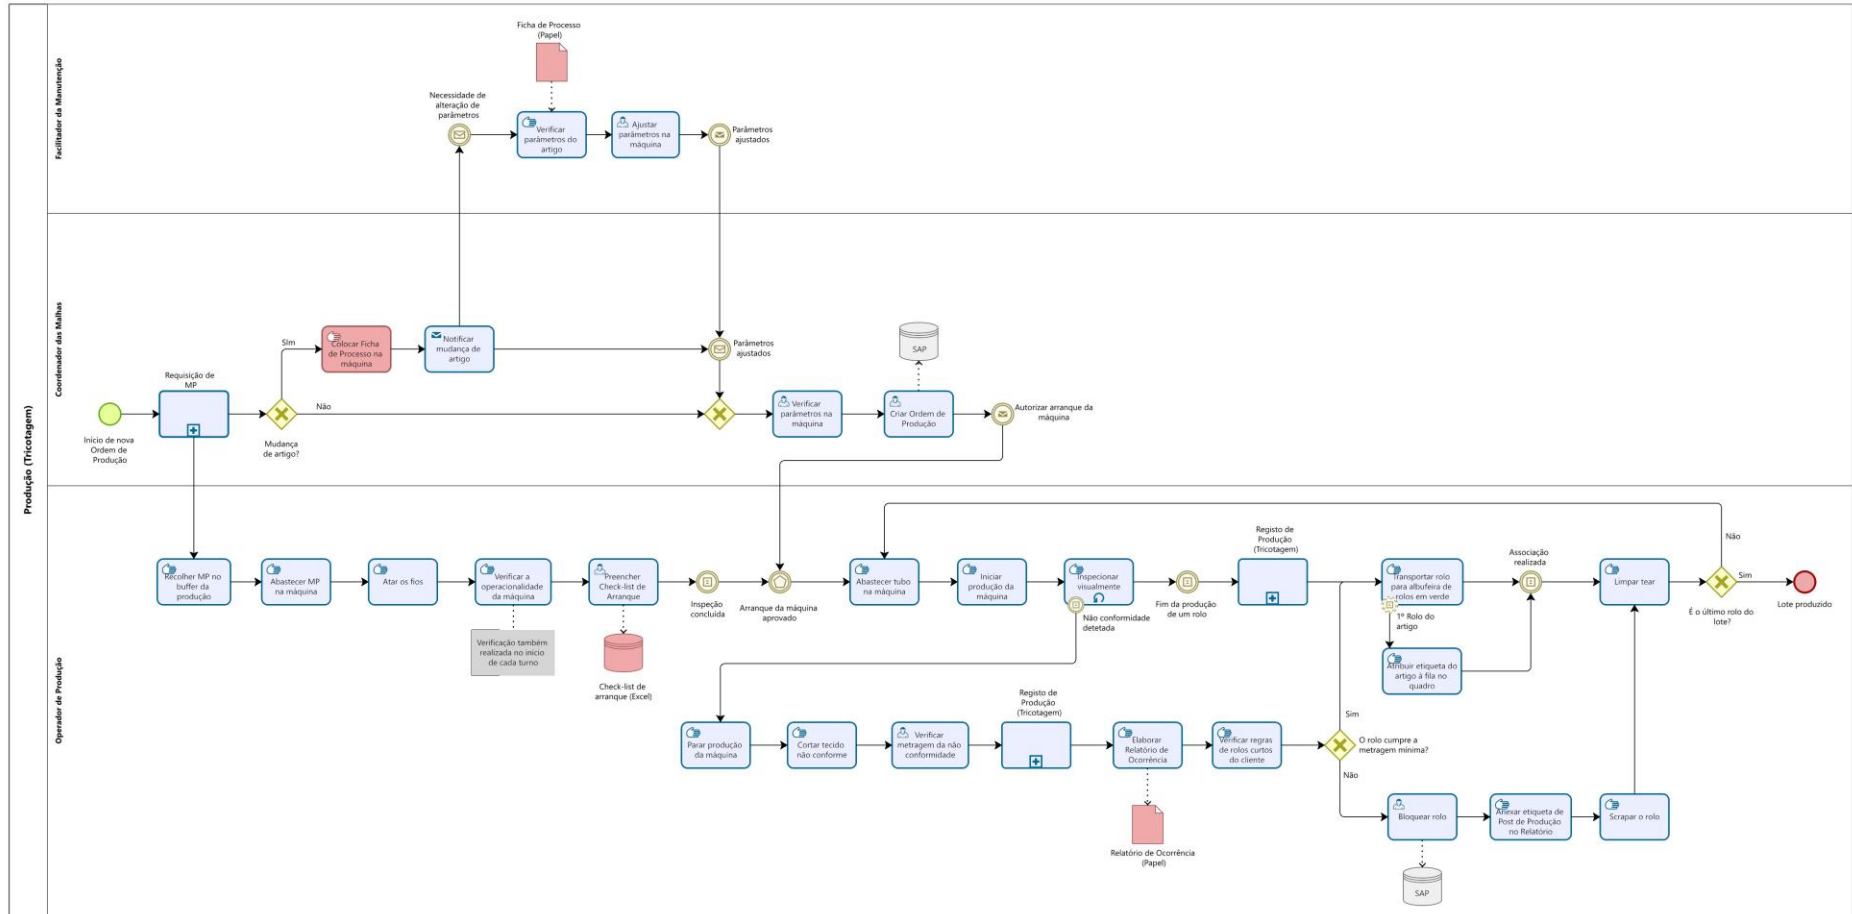 Produção (Tricotagem)
Facilitador da Manutenção
Ficha de Processo
(Papel)
Necessidade de
alteração de
parâmetros
Verificar
parâmetros do
artigo
Ajustar
parâmetros na
máquina
Parâmetros
ajustados
Coordenador das Malhas
Início de nova
Ordem de
Produção
Requisição de
MP
Mudança
de artigo?
SIm
Não
Colocar Ficha
de Processo na
máquina
Notificar
mudança de
artigo
Parâmetros
ajustados
Verificar
parâmetros na
máquina
SAP
Criar Ordem de
Produção
Autorizar arranque da
máquina
Operador de Produção
Recolher MP no
buffer da
produção
Abastecer MP
na máquina
Atar os fios
Verificar a
operacionalidade
da máquina
Verificação também
realizada no início
de cada turno
Preencher
Check-list de
Arranque
Check-list de
arranque (Excel)
Inspeção
concluída
Arranque da máquina
aprovado
Abastecer tubo
na máquina
Iniciar
produção da
máquina
Inspecionar
visualmente
Não conformidade
detetada
Fim da produção
de um rolo
Registo de
Produção
(Tricotagem)
Transportar rolo
para albufeira de
rolos em verde
1º Rolo do
artigo
Atribuir etiqueta do
artigo à fila no
quadro
Associação
realizada
Limpar tear
É o último rolo do
lote?
Não
Sim
Lote produzido
Parar produção
da máquina
Cortar tecido
não conforme
Verificar
metragem da não
conformidade
Registo de
Produção
(Tricotagem)
Elaborar
Relatório de
Ocorrência
Relatório de Ocorrência
(Papel)
Verificar regras
de rolos curtos
do cliente
O rolo cumpre a
metragem mínima?
Sim
Não
Bloquear rolo
SAP
Anexar etiqueta de
Post de Produção
no Relatório
Scrapar o rolo